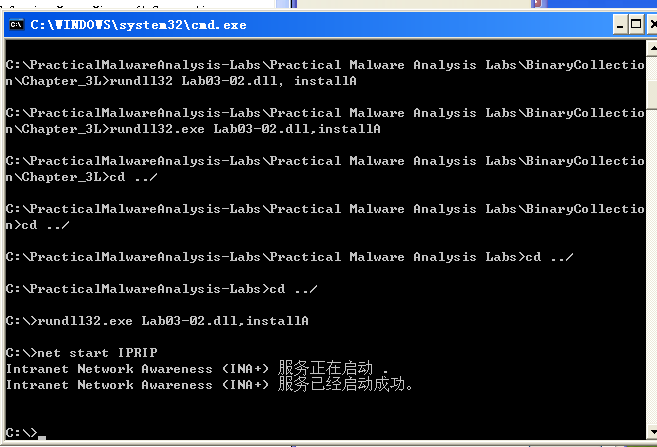 C:\WINDOWS\system32\cmd.exe
C:\PracticalMalwareAnalysis-Labs\Practical Malware Analysis Labs\BinaryCollectio
n\Chapter_3L>rundll32 Lab03-02.dll, installA
C:\PracticalMalwareAnalysis-Labs\Practical Malware Analysis Labs\BinaryCollectio
n\Chapter_3L>rundll32.exe Lab03-02.dll,installA
C:\PracticalMalwareAnalysis-Labs\Practical Malware Analysis Labs\BinaryCollectio
n\Chapter_3L>cd ../
C:\PracticalMalwareAnalysis-Labs\Practical Malware Analysis Labs\BinaryCollectio
n>cd ../
C:\PracticalMalwareAnalysis-Labs\Practical Malware Analysis Labs>cd ../
C:\PracticalMalwareAnalysis-Labs>cd ../
C:\>rundll32.exe Lab03-02.dll,installA
C:\>net start IPRIP
Intranet Network Awareness (INA+) 服务正在启动 .
Intranet Network Awareness (INA+) 服务已经启动成功。
C:\>_